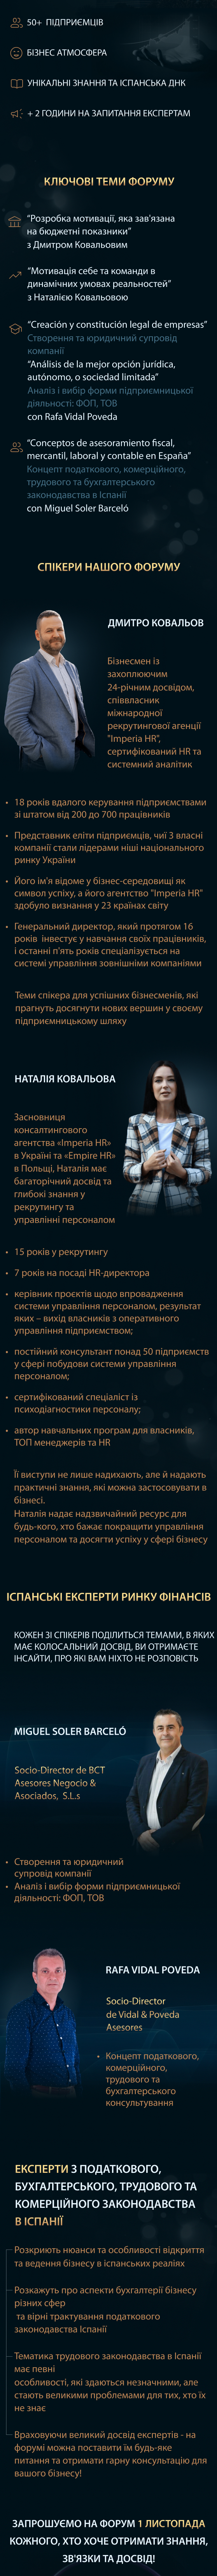 50+ ПІДПРИЄМЦІВ
БІЗНЕС АТМОСФЕРА
УНІКАЛЬНІ ЗНАННЯ ТА ІСПАНСЬКА ДНК
+ 2 ГОДИНИ НА ЗАПИТАННЯ ЕКСПЕРТАМ
КЛЮЧОВІ ТЕМИ ФОРУМУ
“Розробка мотивації, яка зав'язана
на бюджетні показники”
з Дмитром Ковальовим
“Мотивація себе та команди в
динамічних умовах реальностей”
з Наталією Ковальовою
“Creación y constitución legal de empresas”
Створення та юридичний супровід
компанії
“Análisis de la mejor opción jurídica,
autónomo, o sociedad limitada”
Аналіз і вибір форми підприємницької
діяльності: ФОП, ТОВ
con Rafa Vidal Poveda
“Conceptos de asesoramiento fiscal,
mercantil, laboral y contable en España”
Концепт податкового, комерційного,
трудового та бухгалтерського
законодавства в Іспанії
con Miguel Soler Barceló
СПІКЕРИ НАШОГО ФОРУМУ
ДМИТРО КОВАЛЬОВ
Бізнесмен із
захоплюючим
24-річним досвідом,
співвласник
міжнародної
рекрутингової агенції
"Imperia HR",
сертифікований HR та
системний аналітик
• 18 років вдалого керування підприємствами
зі штатом від 200 до 700 працівників
• Представник еліти підприємців, чиї 3 власні
компанії стали лідерами ніші національного
ринку України
• Його ім'я відоме у бізнес-середовищі як
символ успіху, а його агентство "Imperia HR"
здобуло визнання у 23 країнах світу
• Генеральний директор, який протягом 16
років інвестує у навчання своїх працівників,
і останні п'ять років спеціалізується на
системі управління зовнішніми компаніями
Теми спікера для успішних бізнесменів, які
прагнуть досягнути нових вершин у своєму
підприємницькому шляху
НАТАЛІЯ КОВАЛЬОВА
Засновниця
консалтингового
агентства «Imperia HR»
в Україні та «Empire HR»
в Польщі, Наталія має
багаторічний досвід та
глибокі знання у
рекрутингу та
управлінні персоналом
• 15 років у рекрутингу
• 7 років на посаді HR-директора
• керівник проєктів щодо впровадження
системи управління персоналом, результат
яких – вихід власників з оперативного
управління підприємством;
• постійний консультант понад 50 підприємств
у сфері побудови системи управління
персоналом;
• сертифікований спеціаліст із
психодіагностики персоналу;
• автор навчальних програм для власників,
ТОП менеджерів та HR
Її виступи не лише надихають, але й надають
практичні знання, які можна застосовувати в
бізнесі.
Наталія надає надзвичайний ресурс для
будь-кого, хто бажає покращити управління
персоналом та досягти успіху у сфері бізнесу
ІСПАНСЬКІ ЕКСПЕРТИ РИНКУ ФІНАНСІВ
КОЖЕН ЗІ СПІКЕРІВ ПОДІЛИТЬСЯ ТЕМАМИ, В ЯКИХ
МАЄ КОЛОСАЛЬНИЙ ДОСВІД, ВИ ОТРИМАЄТЕ
ІНСАЙТИ, ПРО ЯКІ ВАМ НІХТО НЕ РОЗПОВІСТЬ
MIGUEL SOLER BARCELÓ
Socio-Director de BCT
Asesores Negocio &
Asociados, S.L.s
• Створення та юридичний
супровід компанії
• Аналіз і вибір форми підприємницької
діяльності: ФОП, ТОВ
RAFA VIDAL POVEDA
Socio-Director
de Vidal & Poveda
Asesores
• Концепт податкового,
комерційного,
трудового та
бухгалтерського
консультування
ЕКСПЕРТИ З ПОДАТКОВОГО,
БУХГАЛТЕРСЬКОГО, ТРУДОВОГО ТА
КОМЕРЦІЙНОГО ЗАКОНОДАВСТВА
В ІСПАНІЇ
Розкриють нюанси та особливості відкриття
та ведення бізнесу в іспанських реаліях
Розкажуть про аспекти бухгалтерії бізнесу
різних сфер
та вірні трактування податкового
законодавства Іспанії
Тематика трудового законодавства в Іспанії
має певні
особливості, які здаються незначними, але
стають великими проблемами для тих, хто їх
не знає
Враховуючи великий досвід експертів - на
форумі можна поставити їм будь-яке
питання та отримати гарну консультацію для
вашого бізнесу!
ЗАПРОШУЄМО НА ФОРУМ 1 ЛИСТОПАДА
КОЖНОГО, ХТО ХОЧЕ ОТРИМАТИ ЗНАННЯ,
ЗВ'ЯЗКИ ТА ДОСВІД!